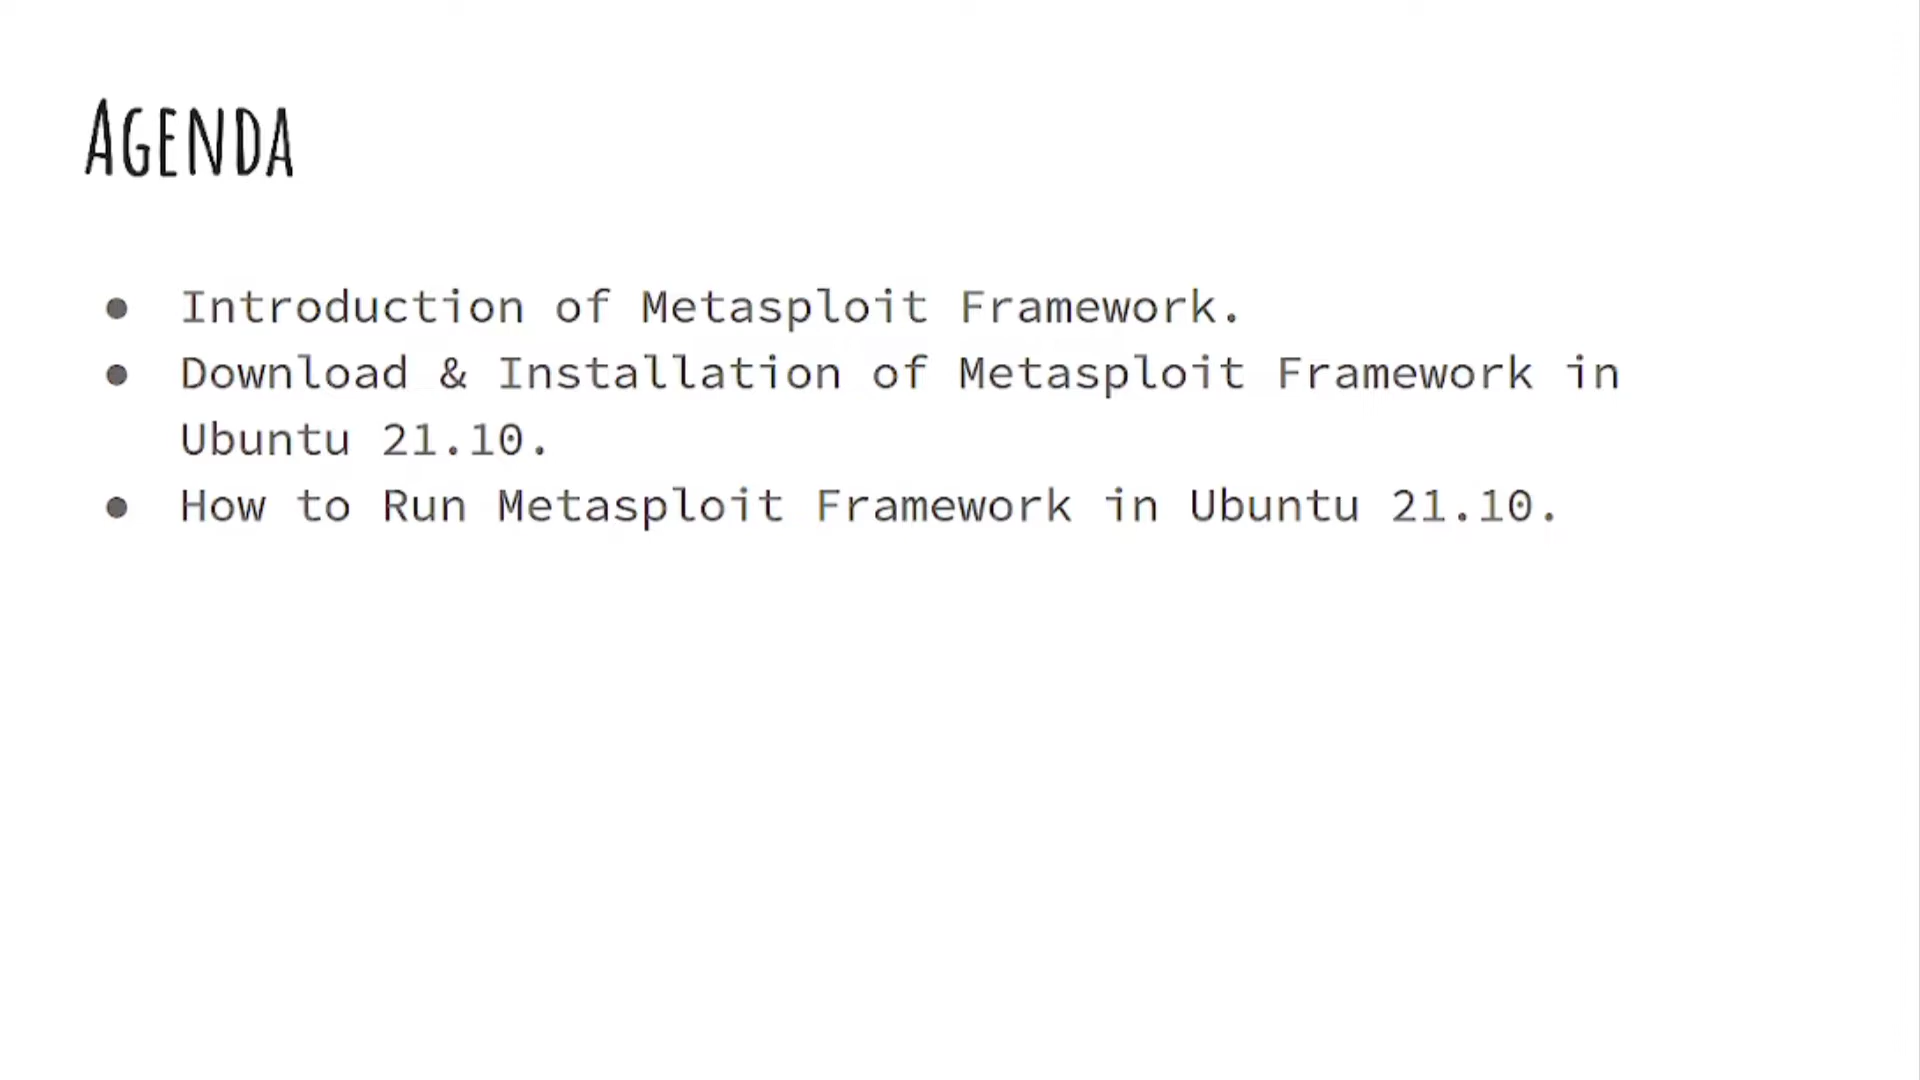 AGENDA
● Introduction of Metasploit Framework.
● Download & Installation of Metasploit Framework in
Ubuntu 21.10.
● How to Run Metasploit Framework in Ubuntu 21.10.